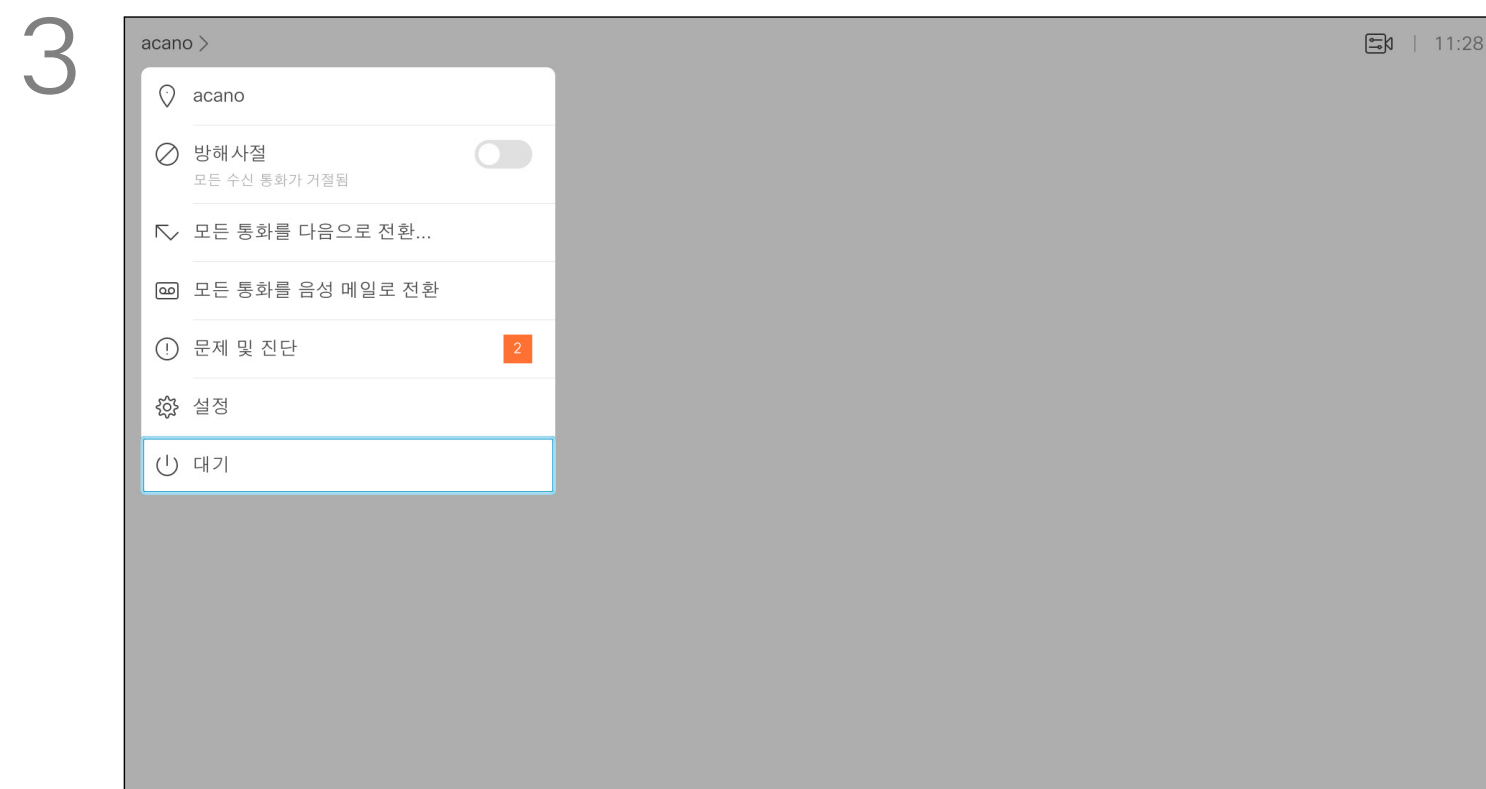 3
acano >
11:28
acano
방해사절
모든 수신 통화가 거절됨
모든 통화를 다음으로 전환...
모든 통화를 음성 메일로 전환
문제 및 진단
2
설정
대기